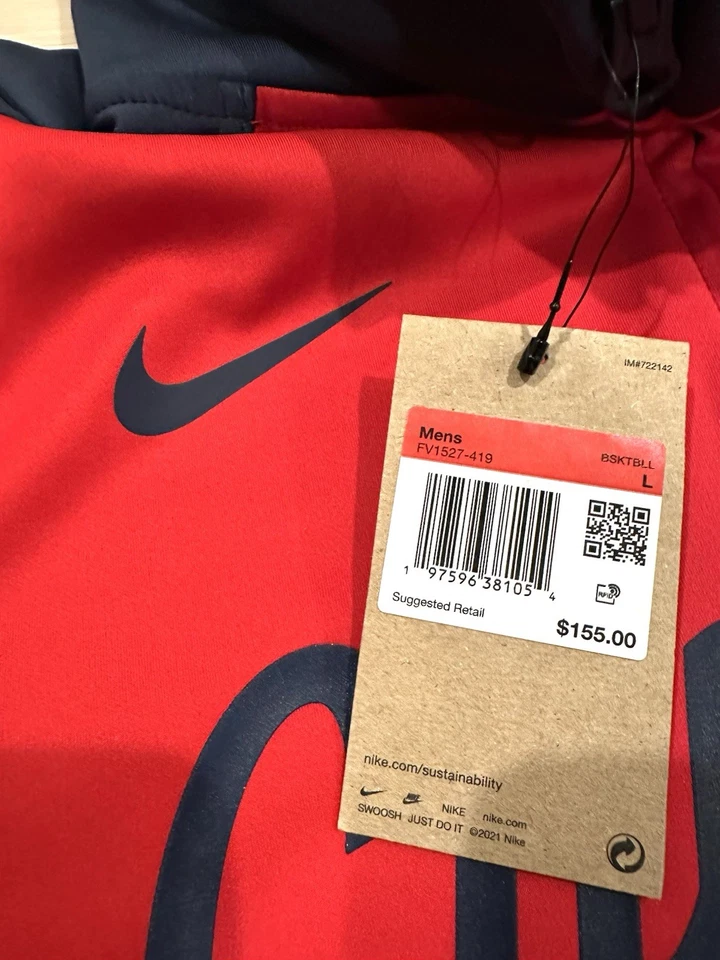 IM#722142
Mens
FV1527-419
BSKTBLL
L
1 97596 38105 4
RFID
Suggested Retail
$155.00
nike.com/sustainability
NIKE nike.com
SWOOSH JUST DO IT ©2021 Nike